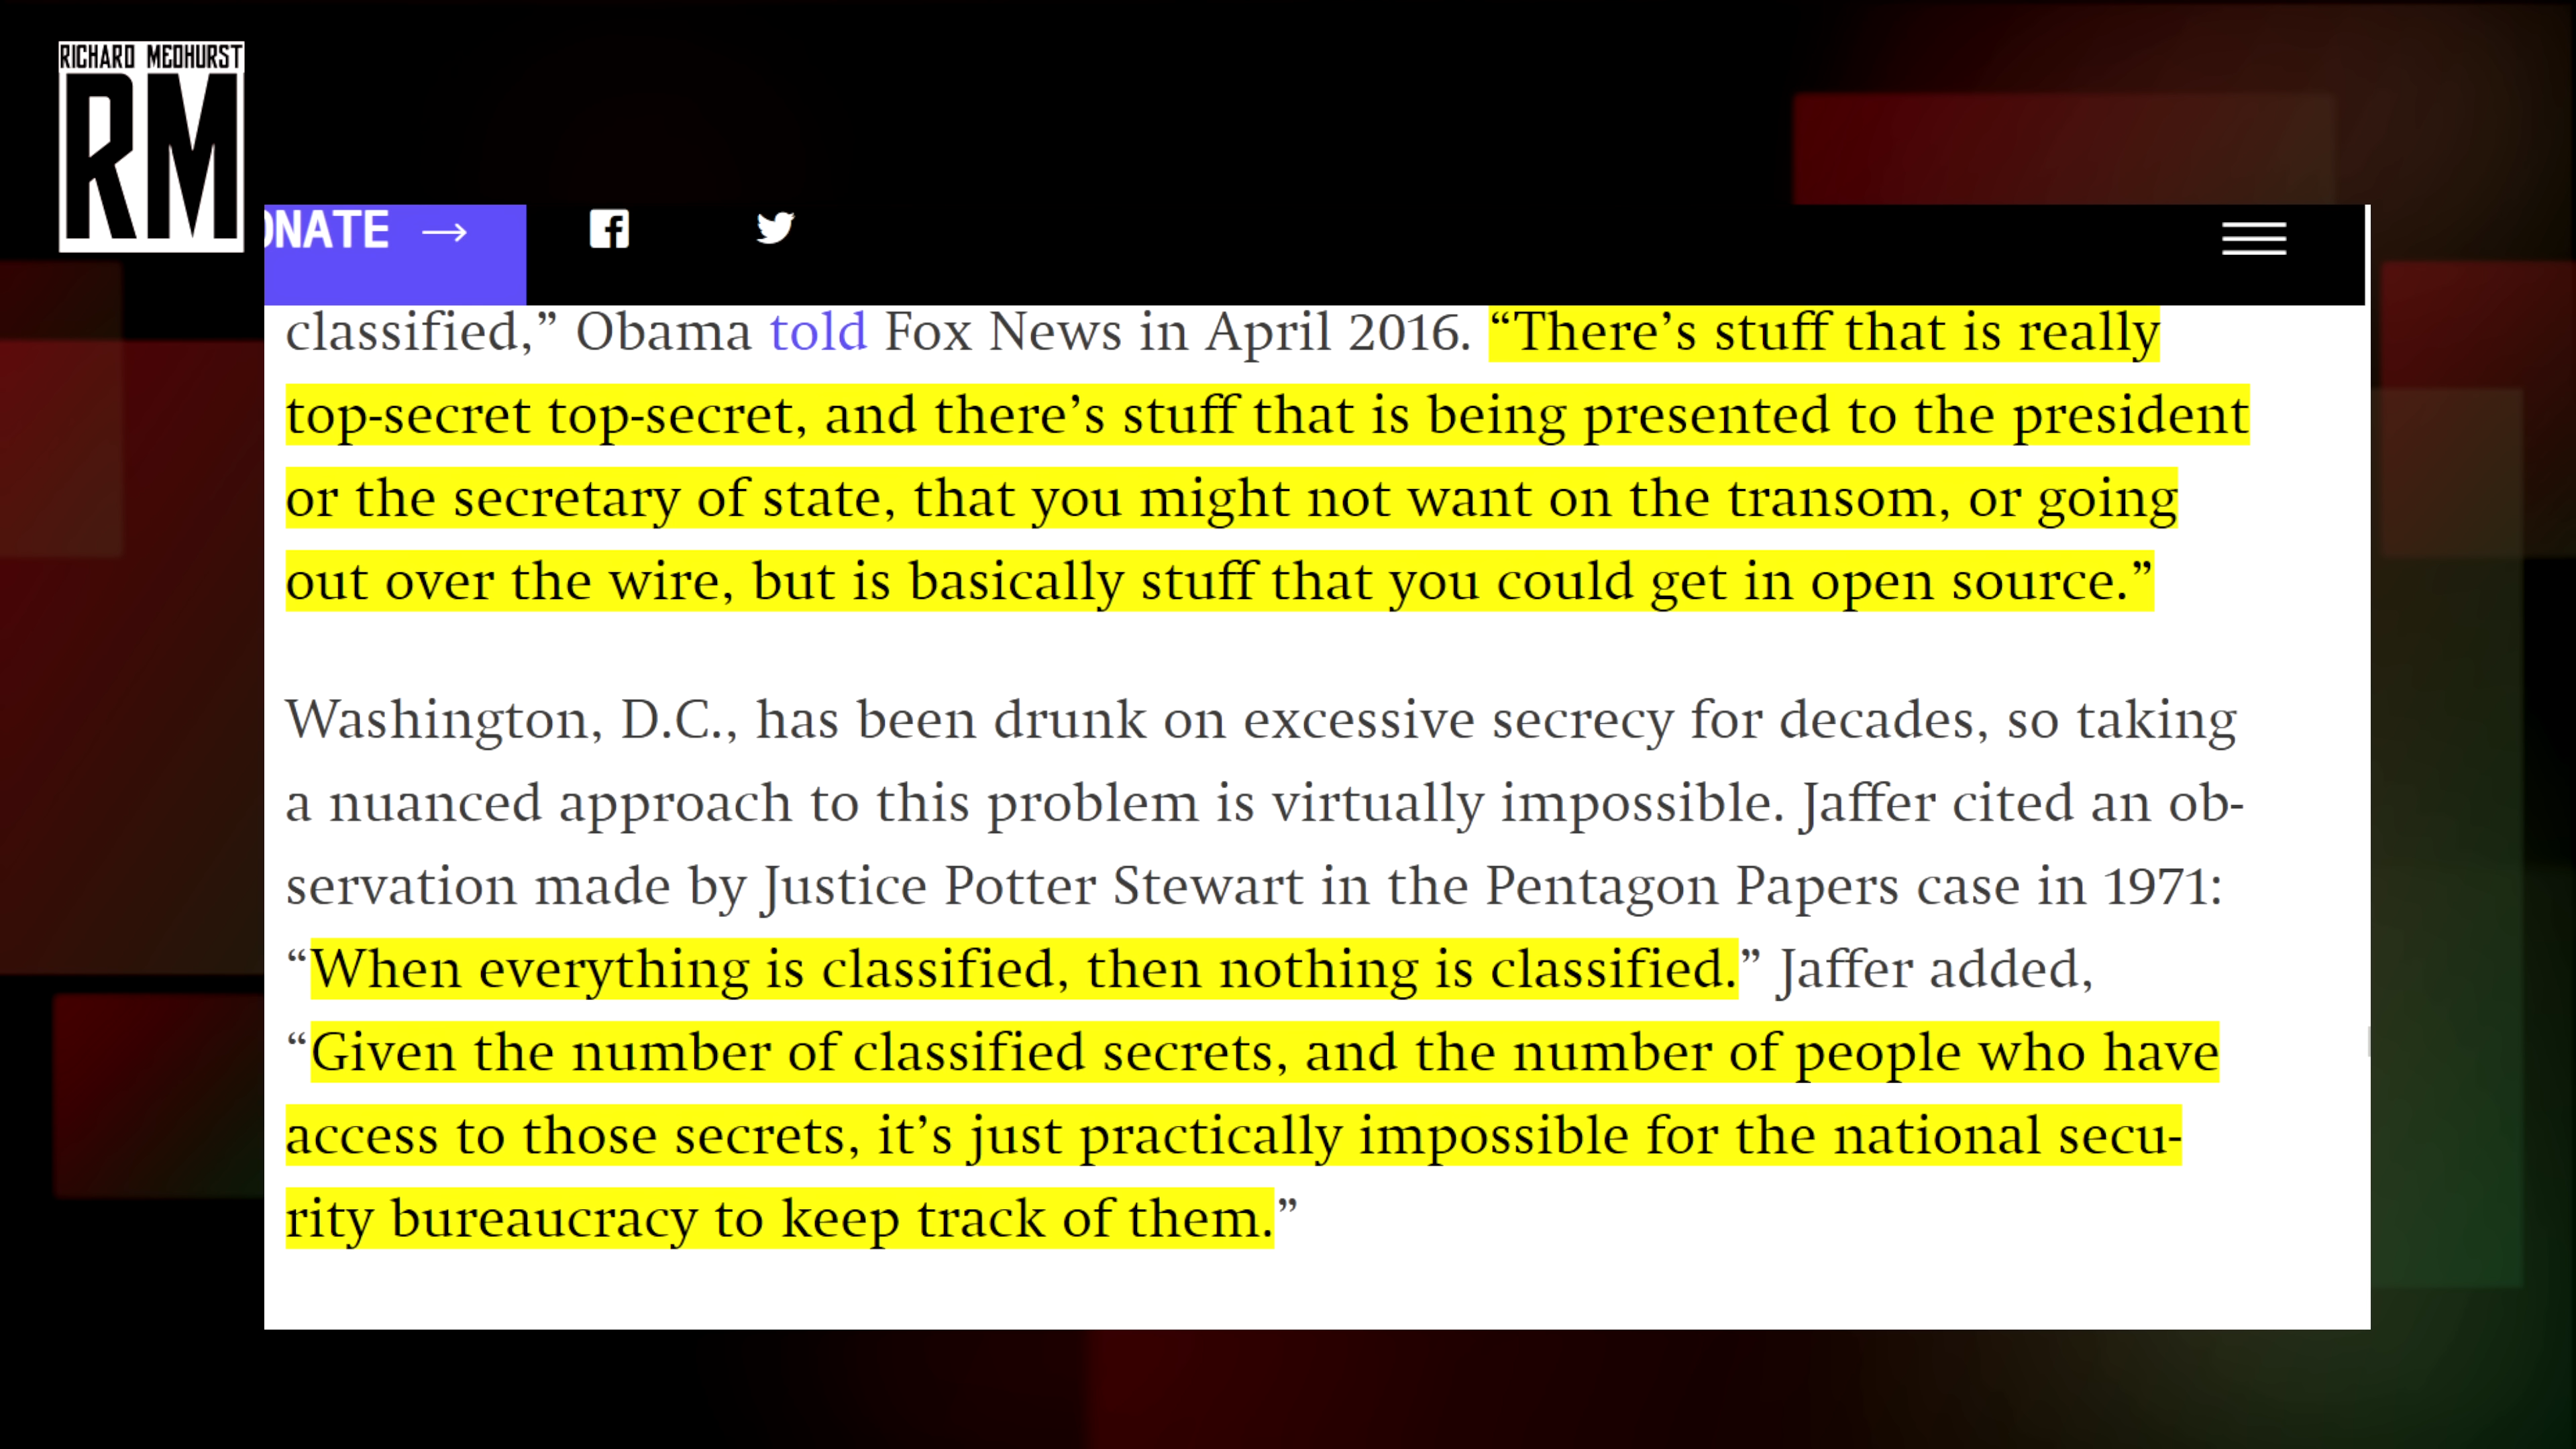 RICHARD MEDHURST
RM
ONATE →
classified,” Obama told Fox News in April 2016. “There’s stuff that is really
top-secret top-secret, and there’s stuff that is being presented to the president
or the secretary of state, that you might not want on the transom, or going
out over the wire, but is basically stuff that you could get in open source.”
Washington, D.C., has been drunk on excessive secrecy for decades, so taking
a nuanced approach to this problem is virtually impossible. Jaffer cited an ob-
servation made by Justice Potter Stewart in the Pentagon Papers case in 1971:
“When everything is classified, then nothing is classified.” Jaffer added,
“Given the number of classified secrets, and the number of people who have
access to those secrets, it’s just practically impossible for the national secu-
rity bureaucracy to keep track of them.”